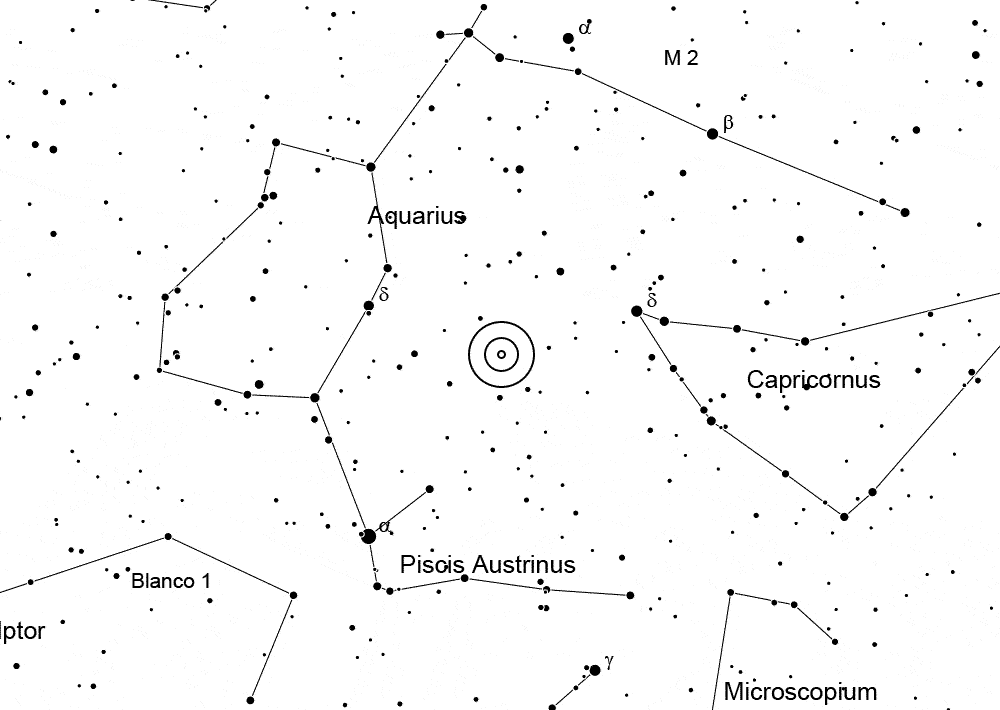 α
M 2
β
Aquarius
δ
δ
Capricornus
α
Piscis Austrinus
Blanco 1
lptor
γ
Microscopium